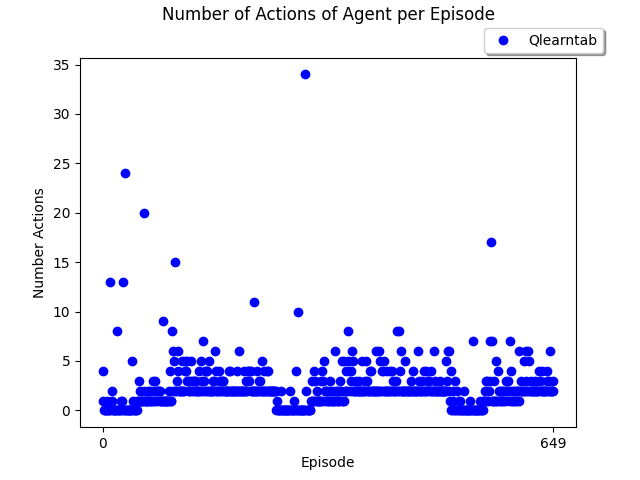 Number of Actions of Agent per Episode
Qlearntab
35
30
25
20
15
10
5
0
Number Actions
0 649
Episode